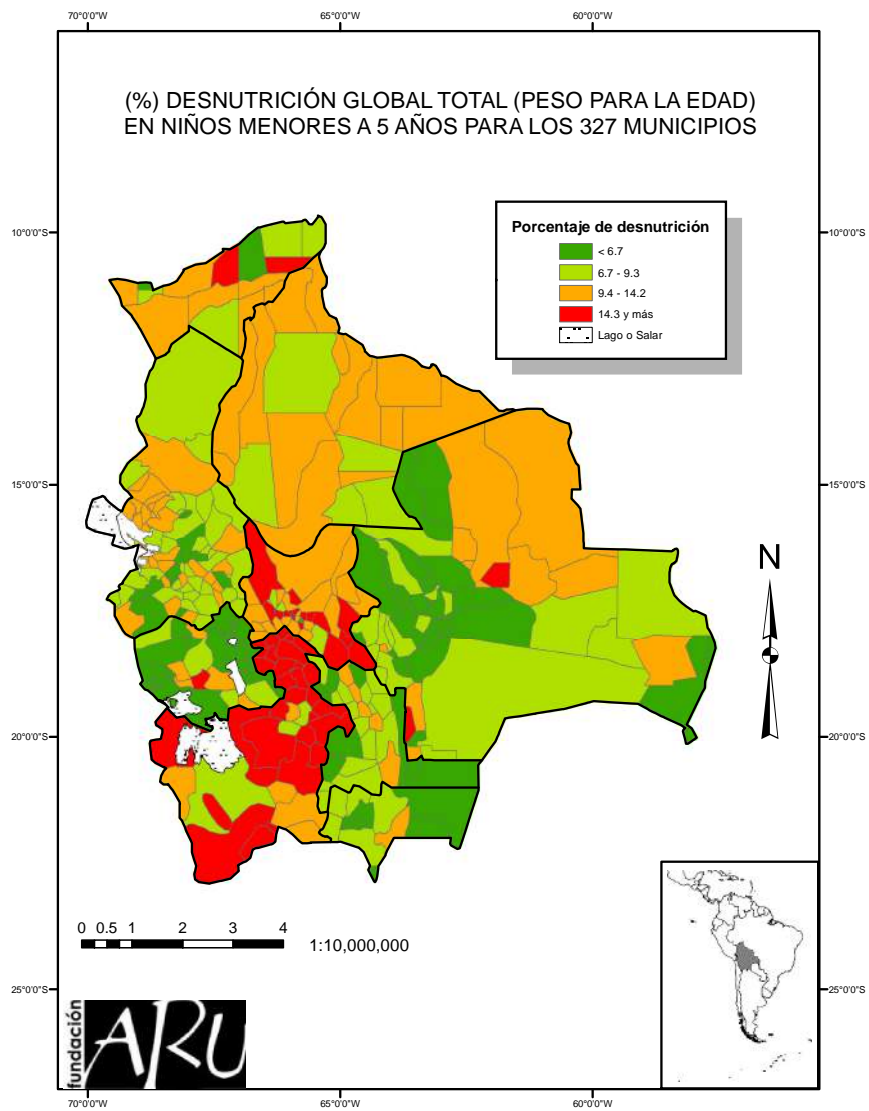 70°0'0"W 65°0'0"W 60°0'0"W
(%) DESNUTRICIÓN GLOBAL TOTAL (PESO PARA LA EDAD)
EN NIÑOS MENORES A 5 AÑOS PARA LOS 327 MUNICIPIOS
Porcentaje de desnutrición
< 6.7
6.7 - 9.3
9.4 - 14.2
14.3 y más
Lago o Salar
10°0'0"S 10°0'0"S
15°0'0"S 15°0'0"S
N
20°0'0"S 20°0'0"S
0 0.5 1 2 3 4
1:10,000,000
25°0'0"S 25°0'0"S
fundación
ARU
70°0'0"W 65°0'0"W 60°0'0"W